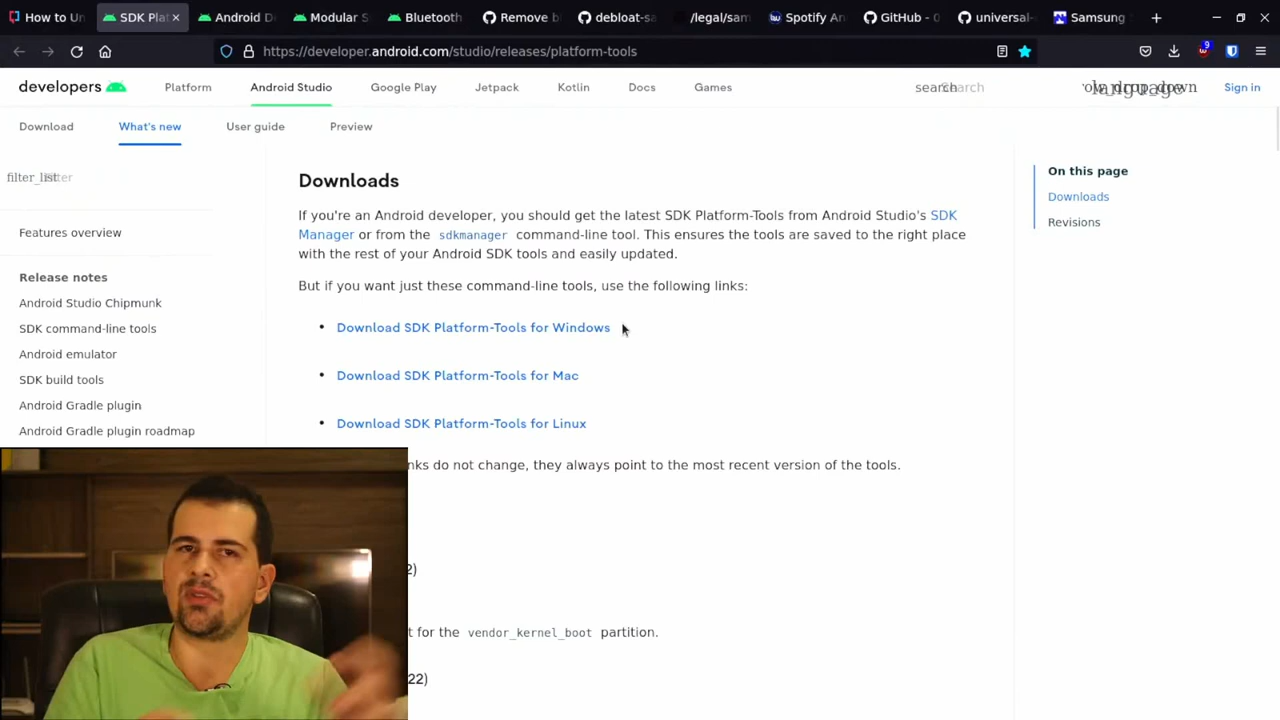 How to Un
SDK Plat
Android D
Modular S
Bluetooth
Remove b
debloat-sa
/legal/sam
Spotify An
GitHub - 0
universal-
Samsung
https://developer.android.com/studio/releases/platform-tools
9
developers
Platform
Android Studio
Google Play
Jetpack
Kotlin
Docs
Games
search
Search
Sign in
Download
What's new
User guide
Preview
filter_list
Filter
Features overview
Release notes
Android Studio Chipmunk
SDK command-line tools
Android emulator
SDK build tools
Android Gradle plugin
Android Gradle plugin roadmap
Downloads
If you're an Android developer, you should get the latest SDK Platform-Tools from Android Studio's SDK
Manager or from the sdkmanager command-line tool. This ensures the tools are saved to the right place
with the rest of your Android SDK tools and easily updated.
But if you want just these command-line tools, use the following links:
• Download SDK Platform-Tools for Windows
• Download SDK Platform-Tools for Mac
• Download SDK Platform-Tools for Linux
nks do not change, they always point to the most recent version of the tools.
2)
t for the vendor_kernel_boot partition.
22)
On this page
Downloads
Revisions